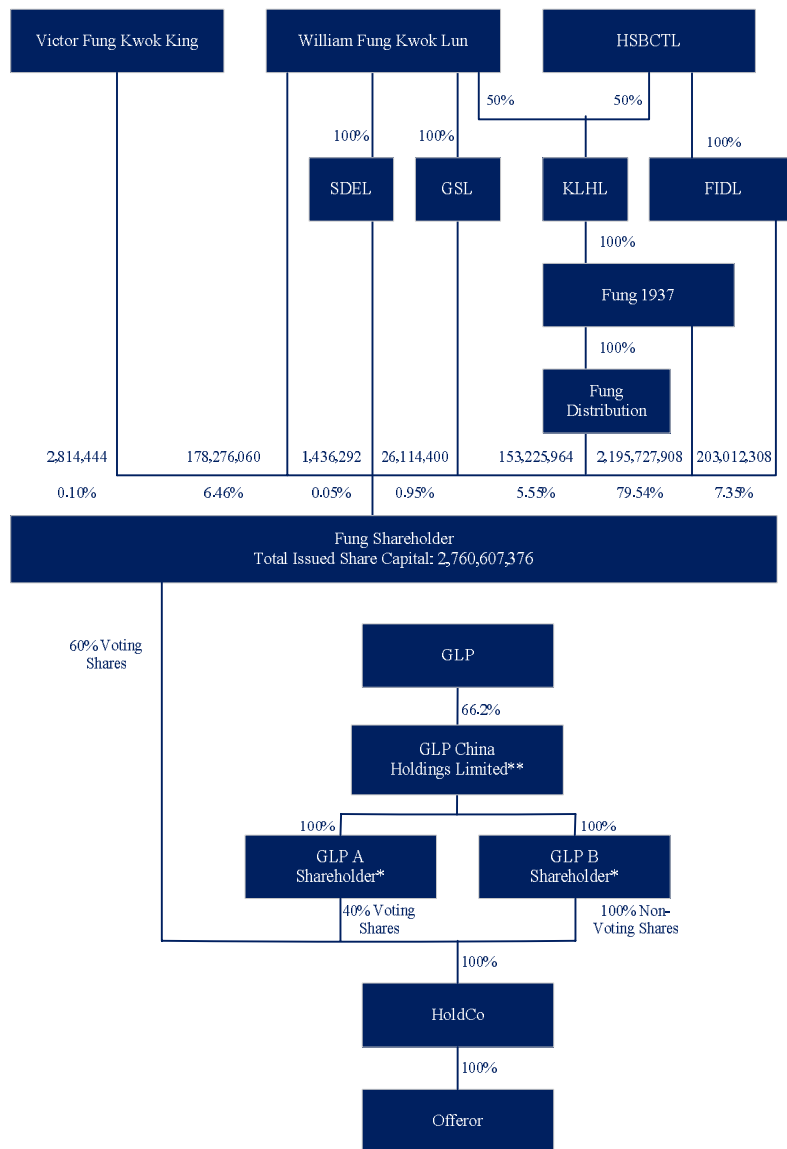 Victor Fung Kwok King
William Fung Kwok Lun
HSBCTL
50%
50%
100%
100%
100%
SDEL
GSL
KLHL
FIDL
100%
Fung 1937
100%
Fung
Distribution
2,814,444
178,276,060
1,436,292
26,114,400
153,225,964
2,195,727,908
203,012,308
0.10%
6.46%
0.05%
0.95%
5.55%
79.54%
7.35%
Fung Shareholder
Total Issued Share Capital: 2,760,607,376
60% Voting
Shares
GLP
66.2%
GLP China
Holdings Limited**
100%
100%
GLP A
Shareholder*
GLP B
Shareholder*
40% Voting
Shares
100% Non-
Voting Shares
100%
HoldCo
100%
Offeror